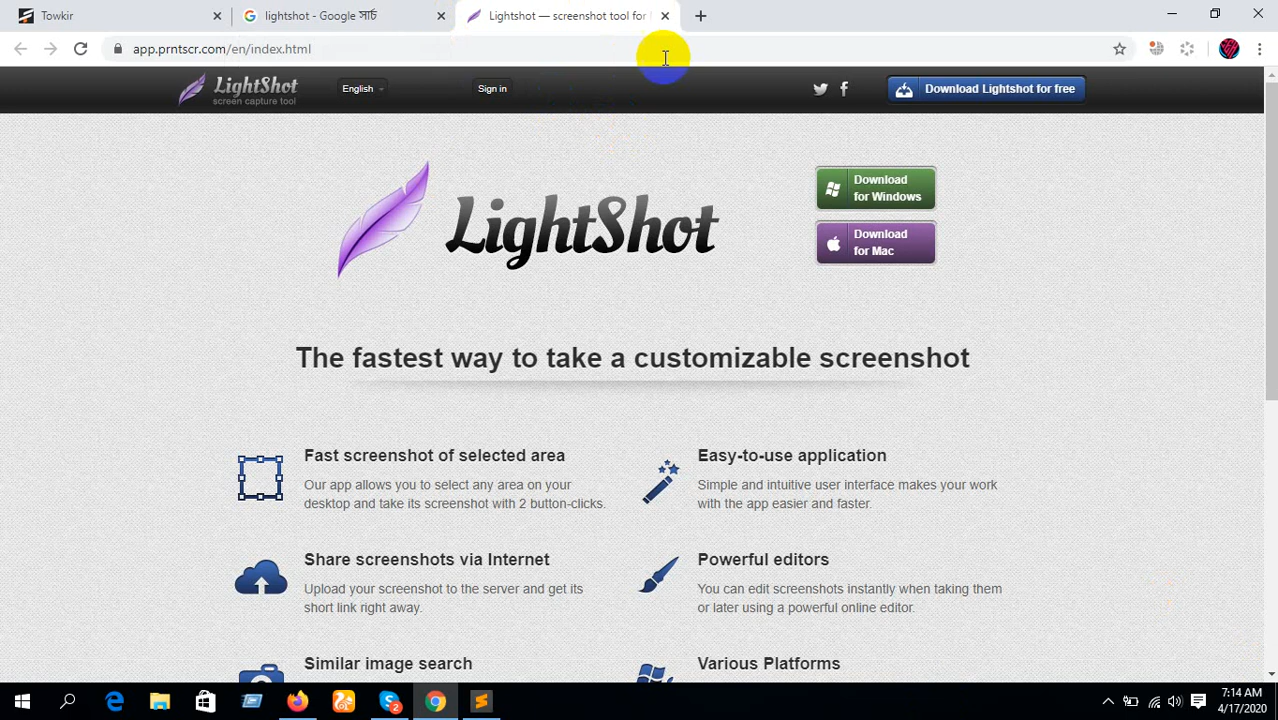 Towkir
lightshot - Google সার্চ
Lightshot — screenshot tool for
app.prntscr.com/en/index.html
LightShot
screen capture tool
English
Sign in
Download Lightshot for free
LightShot
Download
for Windows
Download
for Mac
The fastest way to take a customizable screenshot
Fast screenshot of selected area
Our app allows you to select any area on your
desktop and take its screenshot with 2 button-clicks.
Easy-to-use application
Simple and intuitive user interface makes your work
with the app easier and faster.
Share screenshots via Internet
Upload your screenshot to the server and get its
short link right away.
Powerful editors
You can edit screenshots instantly when taking them
or later using a powerful online editor.
Similar image search
Various Platforms
2
7:14 AM
4/17/2020